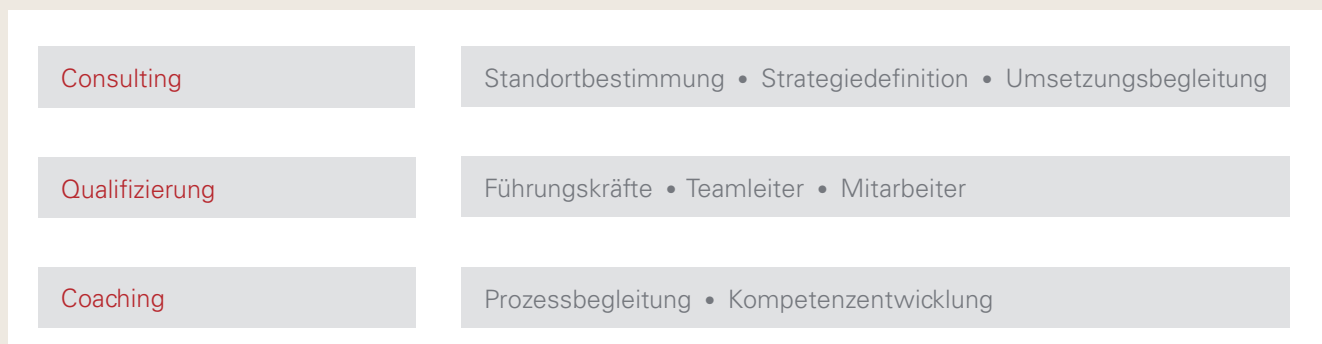 Consulting
Standortbestimmung • Strategiedefinition • Umsetzungsbegleitung
Qualifizierung
Führungskräfte • Teamleiter • Mitarbeiter
Coaching
Prozessbegleitung • Kompetenzentwicklung